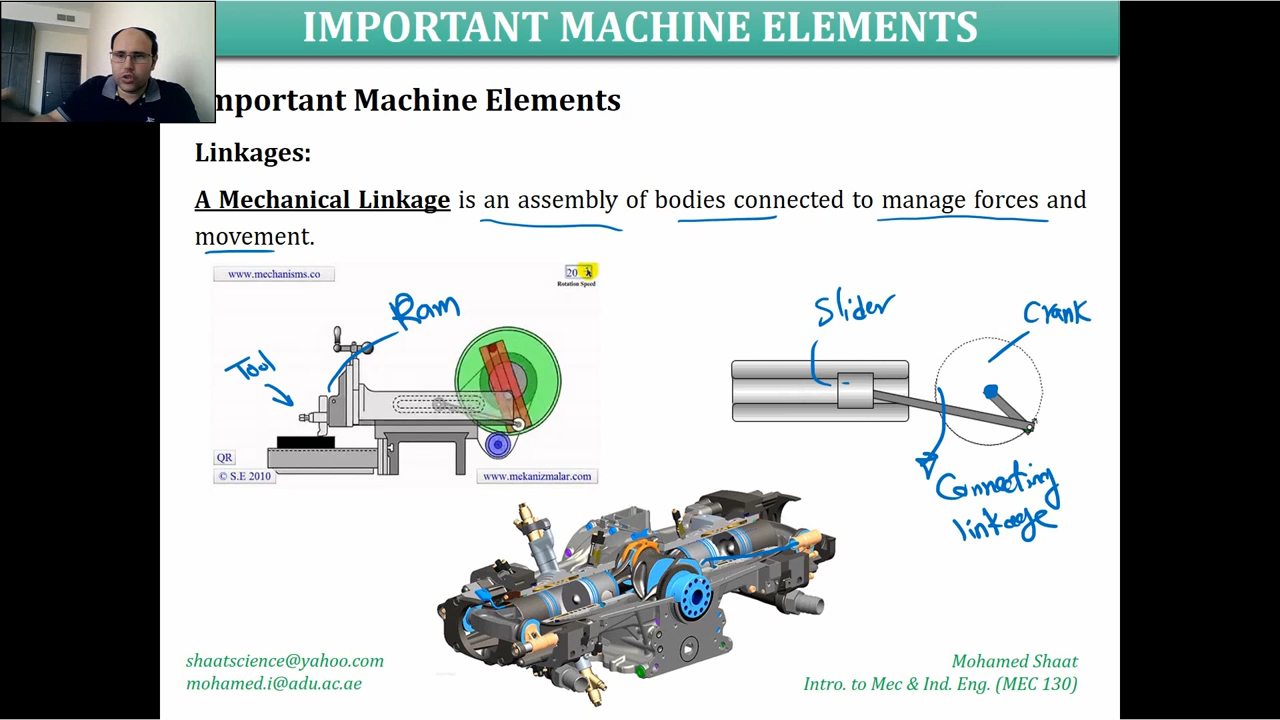 IMPORTANT MACHINE ELEMENTS
mportant Machine Elements
Linkages:
A Mechanical Linkage is an assembly of bodies connected to manage forces and
movement.
www.mechanisms.co
20
Rotation Speed
Ram
Tool
QR
© S.E 2010
www.mekanizmalar.com
Slider
Crank
Connecting
linkage
shaatscience@yahoo.com
mohamed.i@adu.ac.ae
Mohamed Shaat
Intro. to Mec & Ind. Eng. (MEC 130)